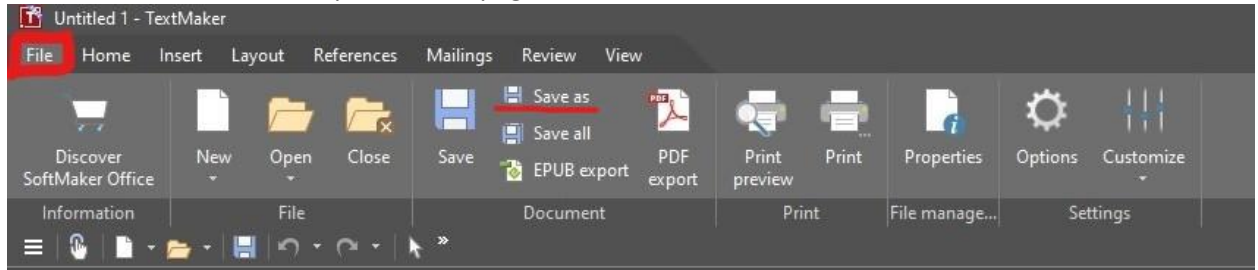 Untitled 1 - TextMaker
File Home Insert Layout References Mailings Review View
Save as
Save all
Discover SoftMaker Office New Open Close Save EPUB export PDF export Print preview Print Properties Options Customize
Information File Document Print File manage... Settings